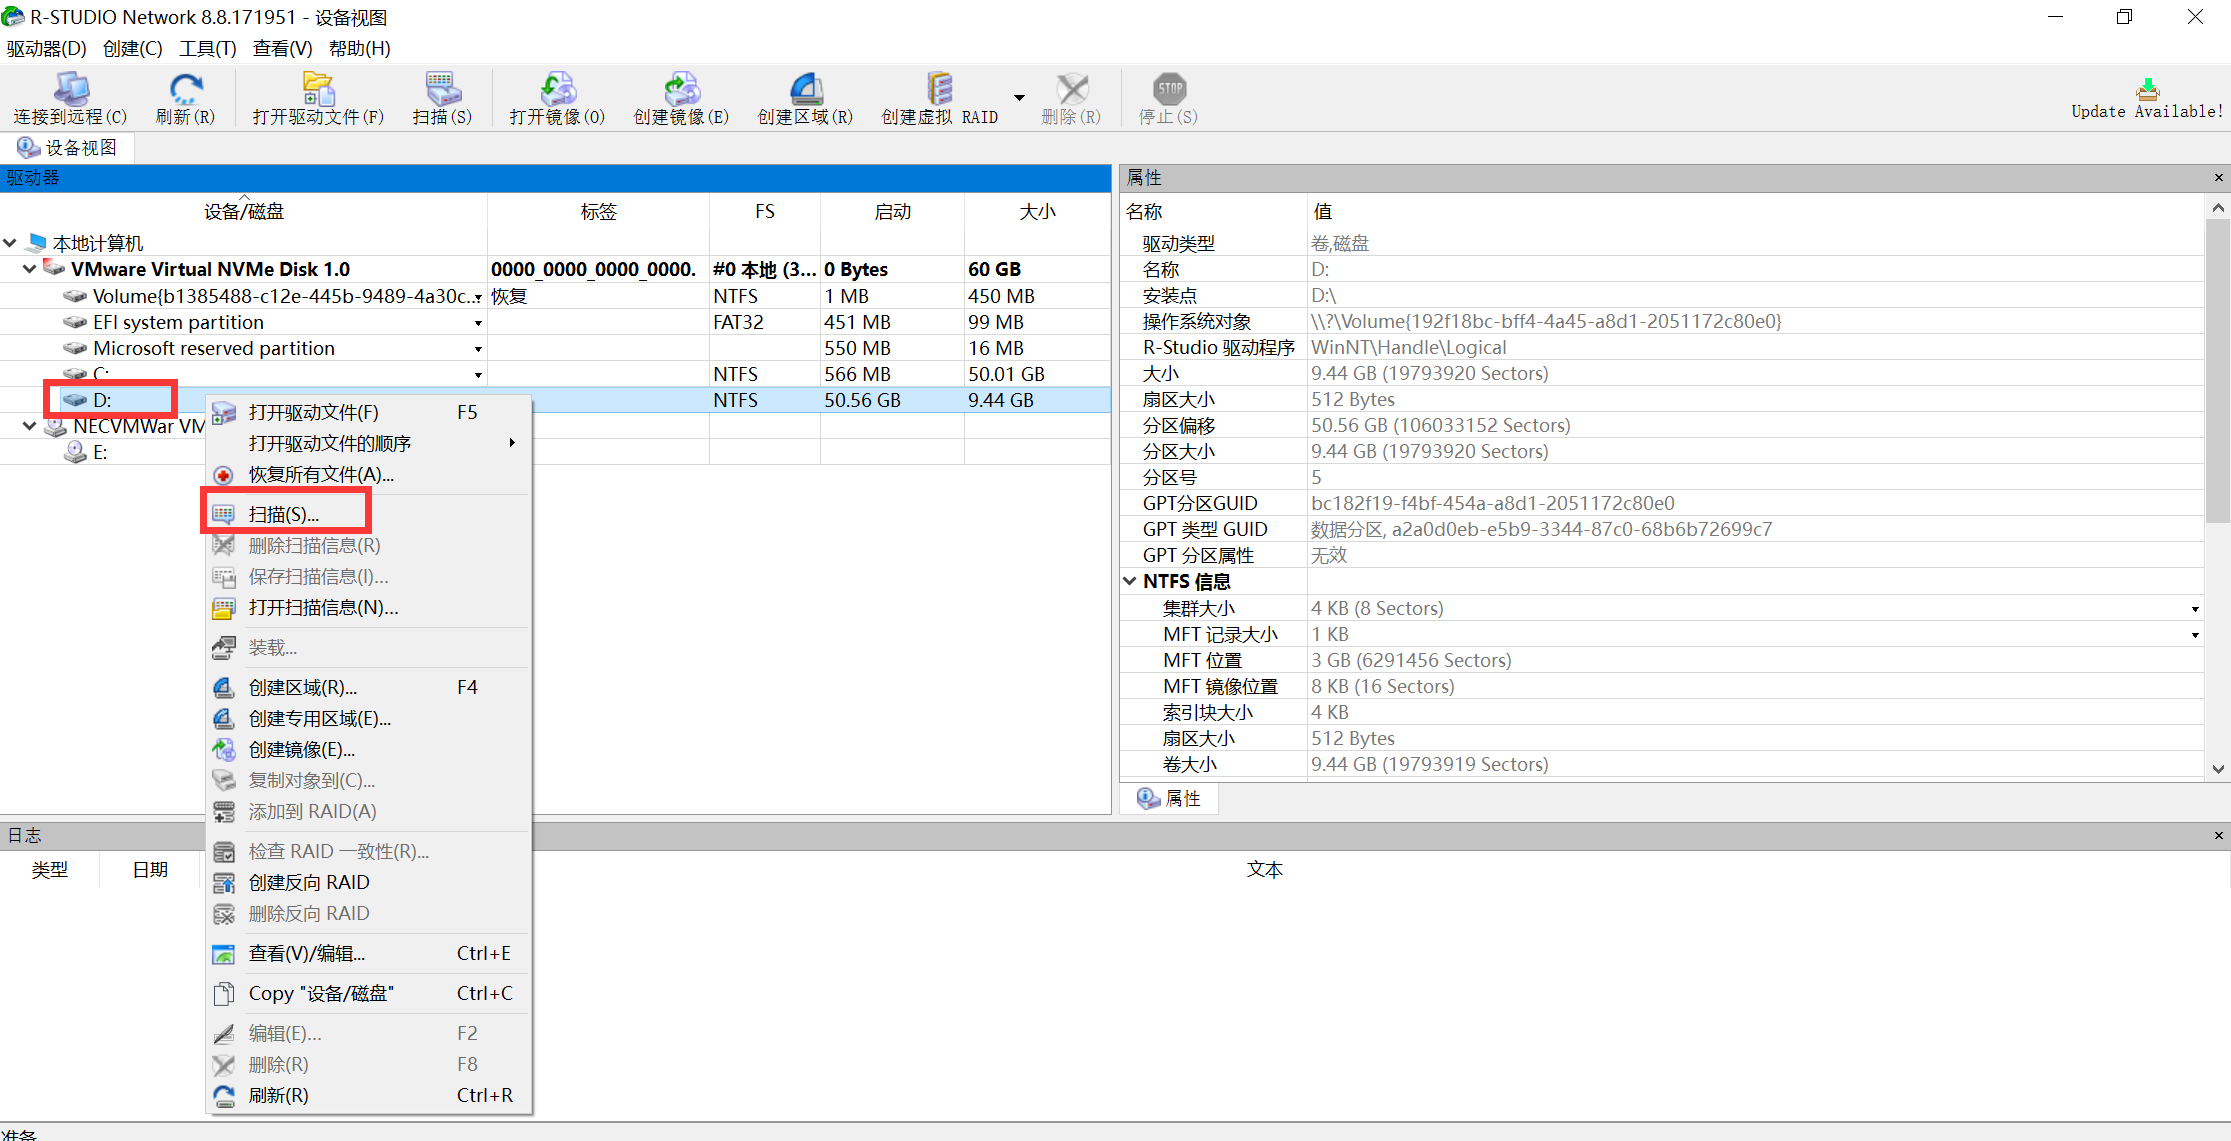 R-STUDIO Network 8.8.171951 - 设备视图
驱动器(D) 创建(C) 工具(T) 查看(V) 帮助(H)
连接到远程(C) 刷新(R) 打开驱动文件(F) 扫描(S) 打开镜像(O) 创建镜像(E) 创建区域(R) 创建虚拟 RAID 删除(R) STOP 停止(S) Update Available!
设备视图
驱动器
设备/磁盘 标签 FS 启动 大小
本地计算机
VMware Virtual NVMe Disk 1.0 0000_0000_0000_0000. #0 本地 (3... 0 Bytes 60 GB
Volume{b1385488-c12e-445b-9489-4a30c... 恢复 NTFS 1 MB 450 MB
EFI system partition FAT32 451 MB 99 MB
Microsoft reserved partition 550 MB 16 MB
C: NTFS 566 MB 50.01 GB
D: NTFS 50.56 GB 9.44 GB
NECVMWar VM
E:
打开驱动文件(F) F5
打开驱动文件的顺序
恢复所有文件(A)...
扫描(S)...
删除扫描信息(R)
保存扫描信息(I)...
打开扫描信息(N)...
装载...
创建区域(R)... F4
创建专用区域(E)...
创建镜像(E)...
复制对象到(C)...
添加到 RAID(A)
检查 RAID 一致性(R)...
创建反向 RAID
删除反向 RAID
查看(V)/编辑... Ctrl+E
Copy "设备/磁盘" Ctrl+C
编辑(E)... F2
删除(R) F8
刷新(R) Ctrl+R
属性
名称 值
驱动类型 卷,磁盘
名称 D:
安装点 D:\
操作系统对象 \\?\Volume{192f18bc-bff4-4a45-a8d1-2051172c80e0}
R-Studio 驱动程序 WinNT\Handle\Logical
大小 9.44 GB (19793920 Sectors)
扇区大小 512 Bytes
分区偏移 50.56 GB (106033152 Sectors)
分区大小 9.44 GB (19793920 Sectors)
分区号 5
GPT分区GUID bc182f19-f4bf-454a-a8d1-2051172c80e0
GPT 类型 GUID 数据分区, a2a0d0eb-e5b9-3344-87c0-68b6b72699c7
GPT 分区属性 无效
NTFS 信息
集群大小 4 KB (8 Sectors)
MFT 记录大小 1 KB
MFT 位置 3 GB (6291456 Sectors)
MFT 镜像位置 8 KB (16 Sectors)
索引块大小 4 KB
扇区大小 512 Bytes
卷大小 9.44 GB (19793919 Sectors)
属性
日志
类型 日期 文本
准备